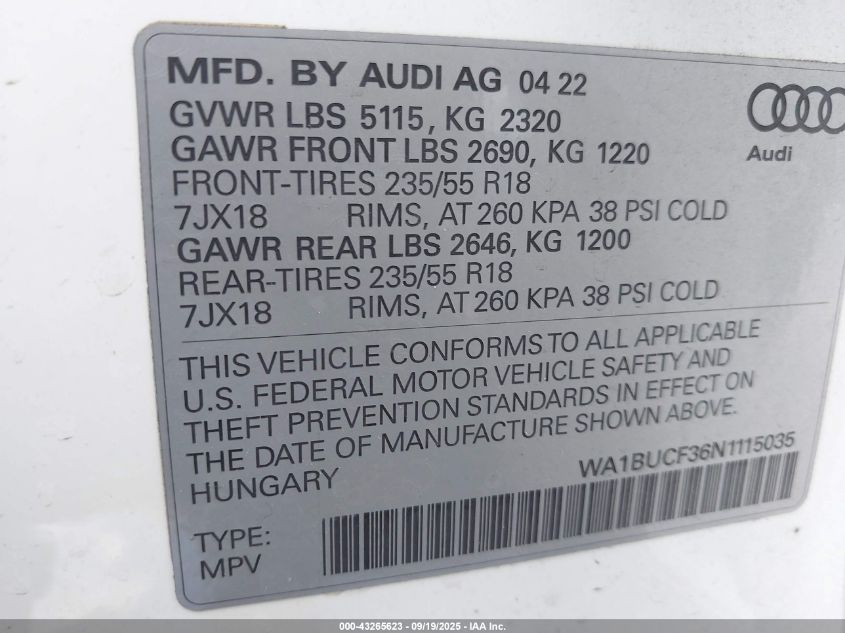 MFD. BY AUDI AG 04 22
GVWR LBS 5115, KG 2320
GAWR FRONT LBS 2690, KG 1220
Audi
FRONT-TIRES 235/55 R18
7JX18 RIMS, AT 260 KPA 38 PSI COLD
GAWR REAR LBS 2646, KG 1200
REAR-TIRES 235/55 R18
7JX18 RIMS, AT 260 KPA 38 PSI COLD
THIS VEHICLE CONFORMS TO ALL APPLICABLE
U.S. FEDERAL MOTOR VEHICLE SAFETY AND
THEFT PREVENTION STANDARDS IN EFFECT ON
THE DATE OF MANUFACTURE SHOWN ABOVE.
HUNGARY WA1BUCF36N1115035
TYPE:
MPV
000-43265623 - 09/19/2025 - IAA Inc.